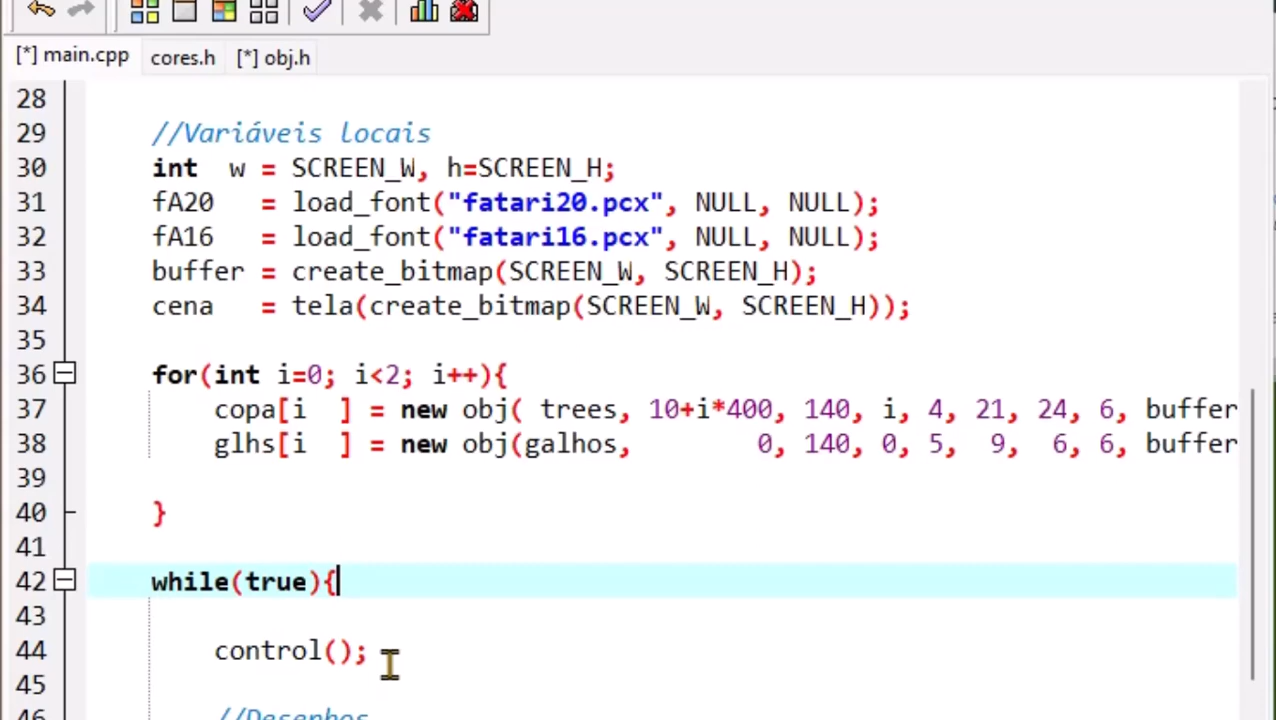 [*] main.cpp cores.h [*] obj.h
28
29 //Variáveis locais
30 int w = SCREEN_W, h=SCREEN_H;
31 fA20 = load_font("fatari20.pcx", NULL, NULL);
32 fA16 = load_font("fatari16.pcx", NULL, NULL);
33 buffer = create_bitmap(SCREEN_W, SCREEN_H);
34 cena = tela(create_bitmap(SCREEN_W, SCREEN_H));
35
36 for(int i=0; i<2; i++){
37 copa[i ] = new obj( trees, 10+i*400, 140, i, 4, 21, 24, 6, buffer
38 glhs[i ] = new obj(galhos, 0, 140, 0, 5, 9, 6, 6, buffer
39
40 }
41
42 while(true){
43
44 control();
45
46 //Desenhos